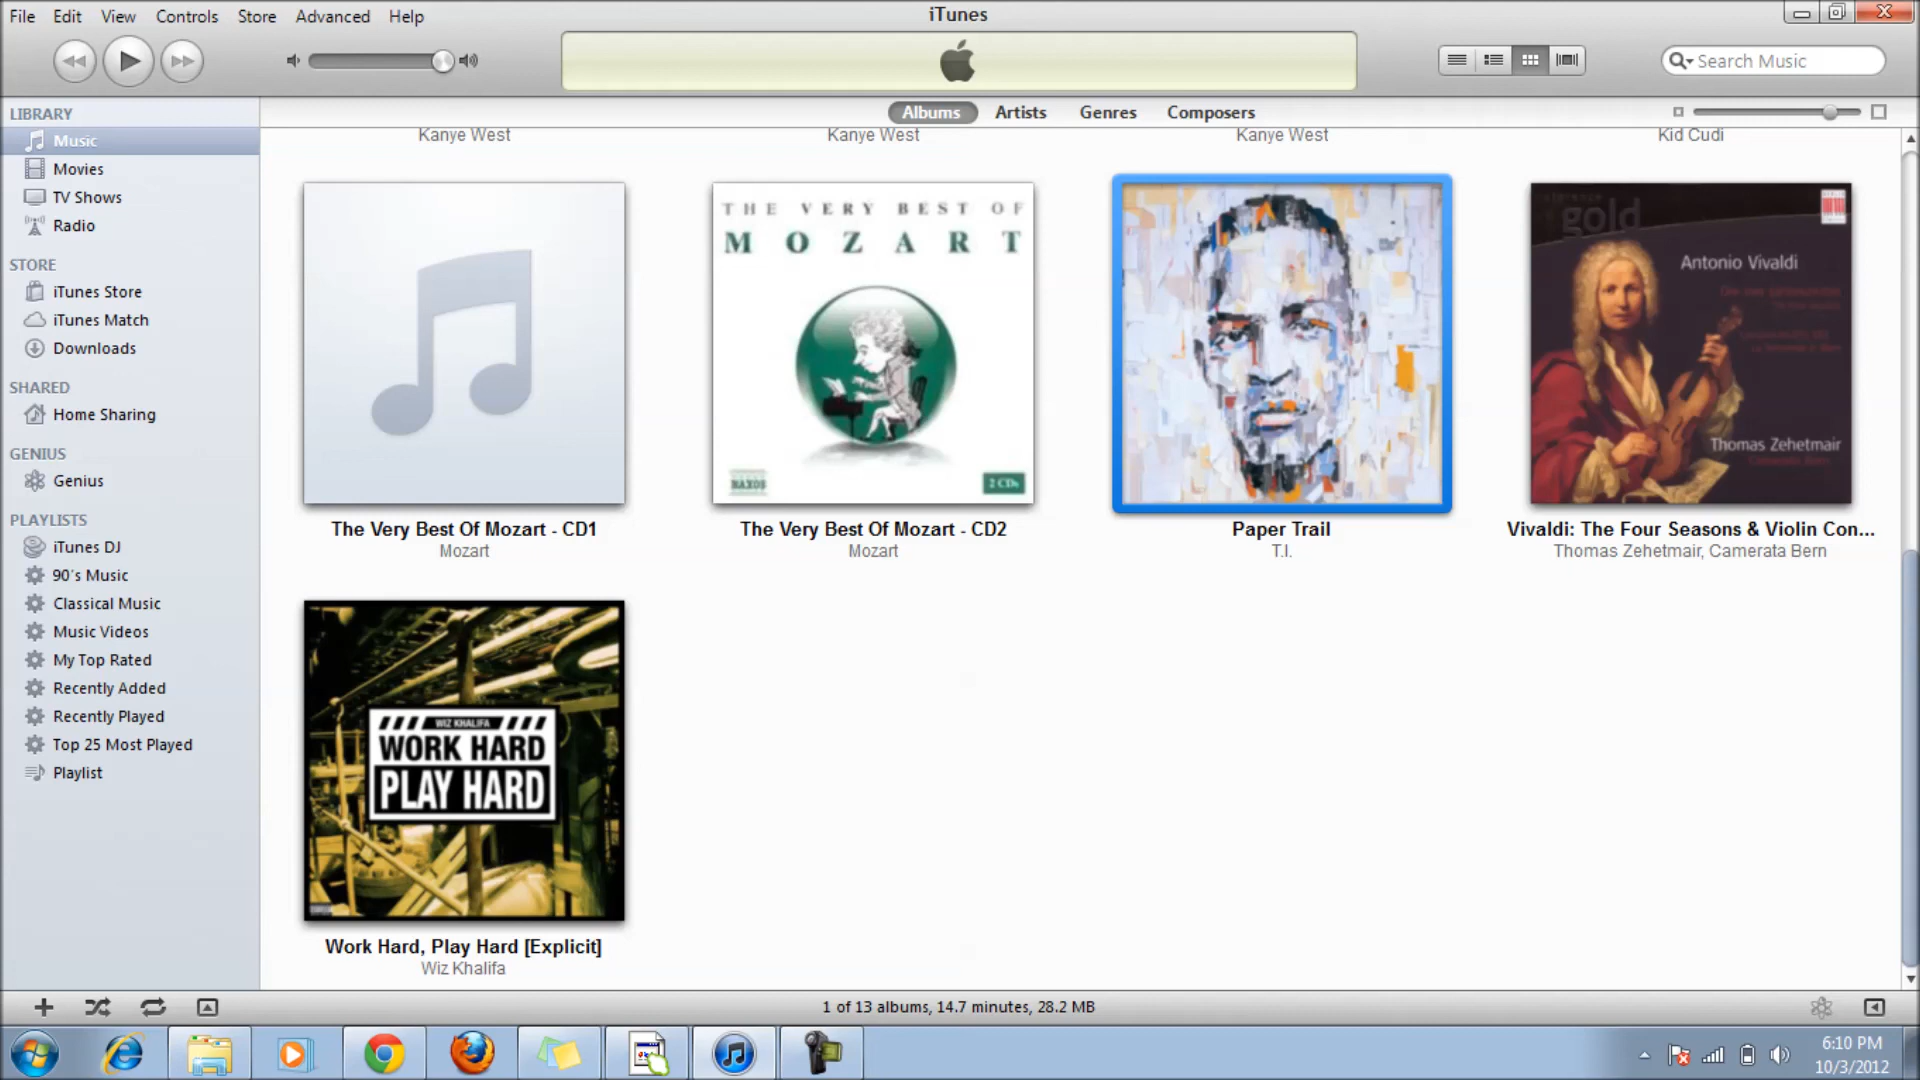 File Edit View Controls Store Advanced Help
iTunes
Search Music
LIBRARY
Music
Movies
TV Shows
Radio
STORE
iTunes Store
iTunes Match
Downloads
SHARED
Home Sharing
GENIUS
Genius
PLAYLISTS
iTunes DJ
90's Music
Classical Music
Music Videos
My Top Rated
Recently Added
Recently Played
Top 25 Most Played
Playlist
Albums Artists Genres Composers
Kanye West Kanye West Kanye West Kid Cudi
THE VERY BEST OF
MOZART
NAXOS
2 CDs
gold
Antonio Vivaldi
Thomas Zehetmair
Camerata Bern
The Very Best Of Mozart - CD1
Mozart
The Very Best Of Mozart - CD2
Mozart
Paper Trail
T.I.
Vivaldi: The Four Seasons & Violin Con...
Thomas Zehetmair, Camerata Bern
WIZ KHALIFA
WORK HARD
PLAY HARD
Work Hard, Play Hard [Explicit]
Wiz Khalifa
1 of 13 albums, 14.7 minutes, 28.2 MB
6:10 PM
10/3/2012